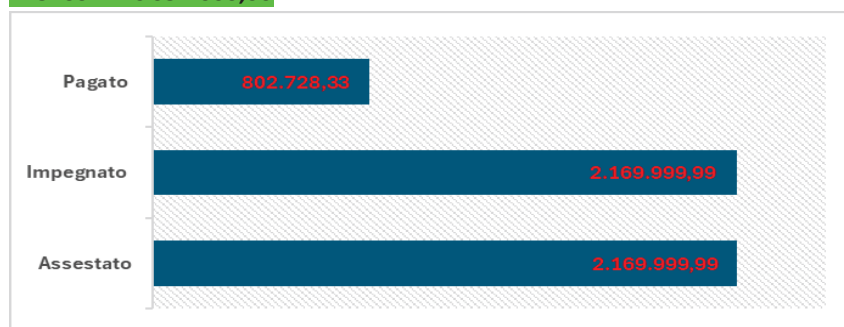 Pagato
802.728,33
Impegnato
2.169.999,99
Assestato
2.169.999,99